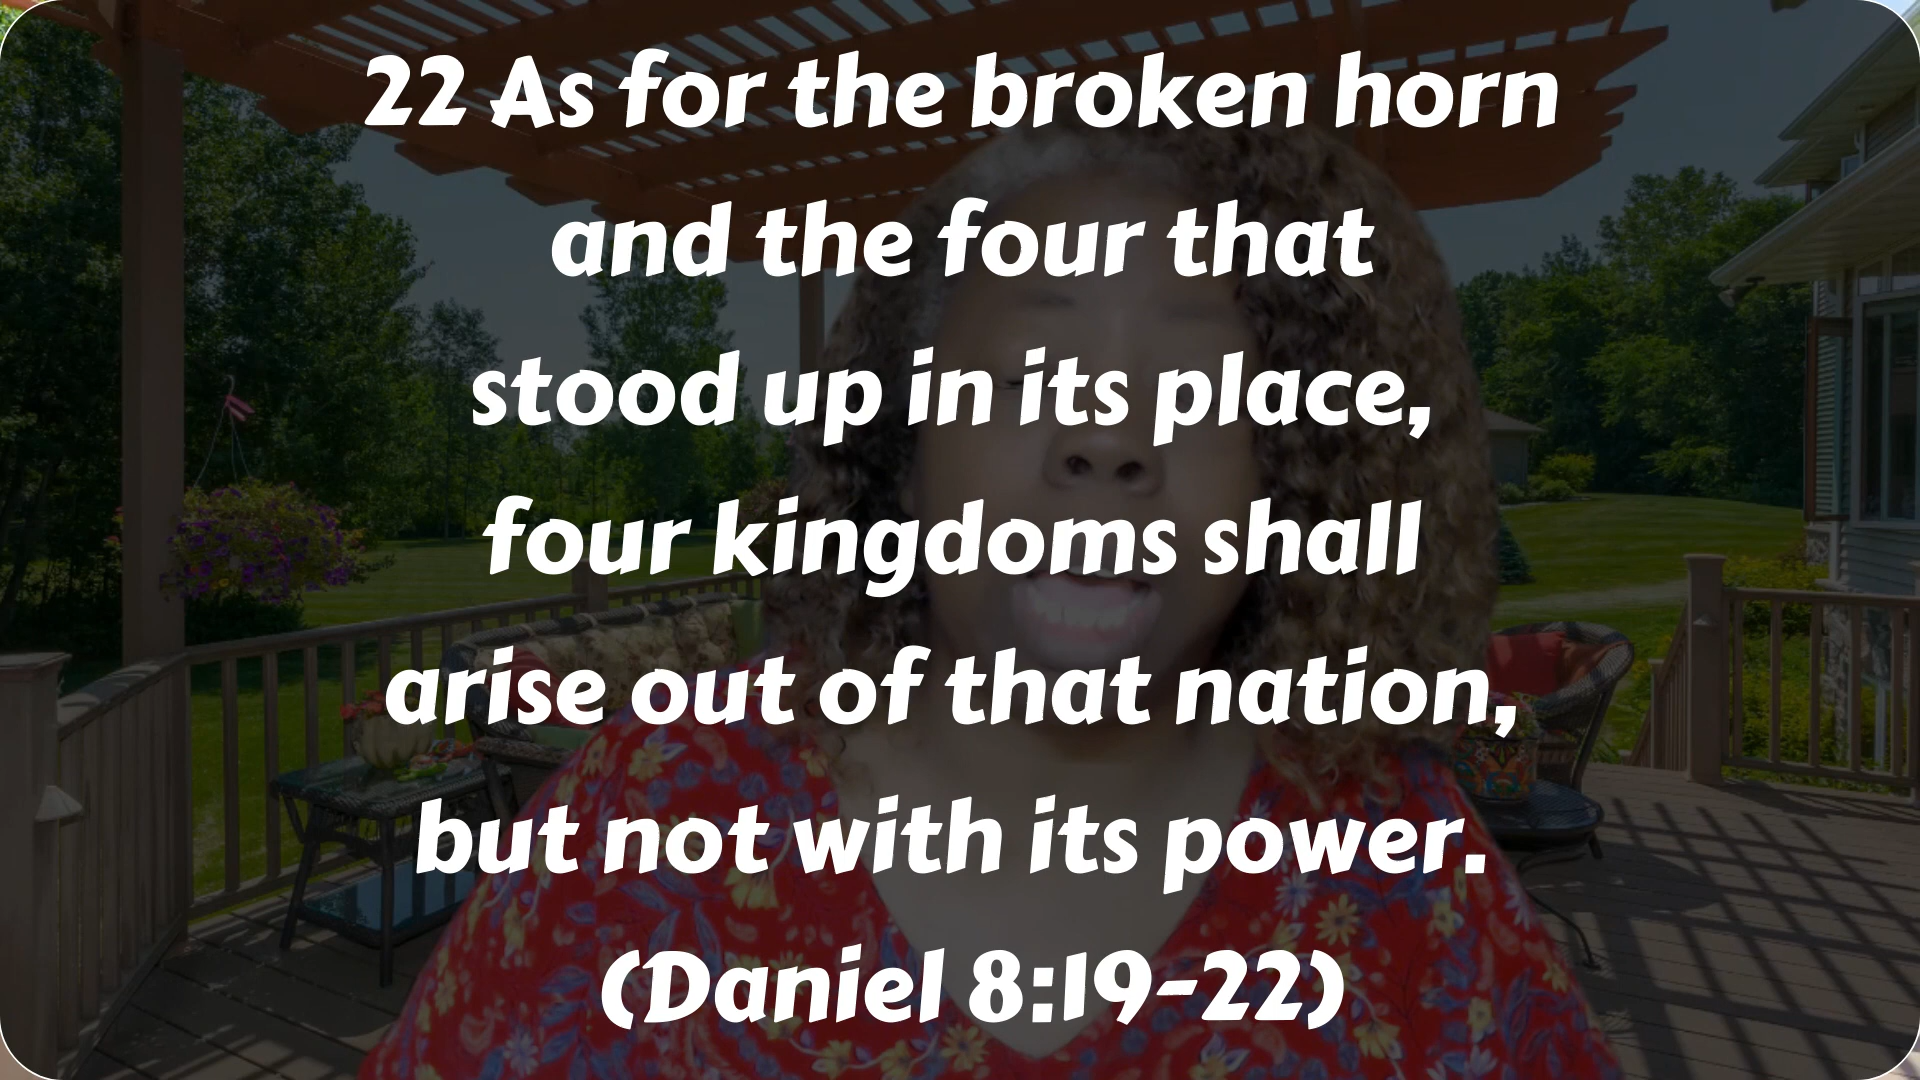 22 As for the broken horn
and the four that
stood up in its place,
four kingdoms shall
arise out of that nation,
but not with its power.
(Daniel 8:19-22)